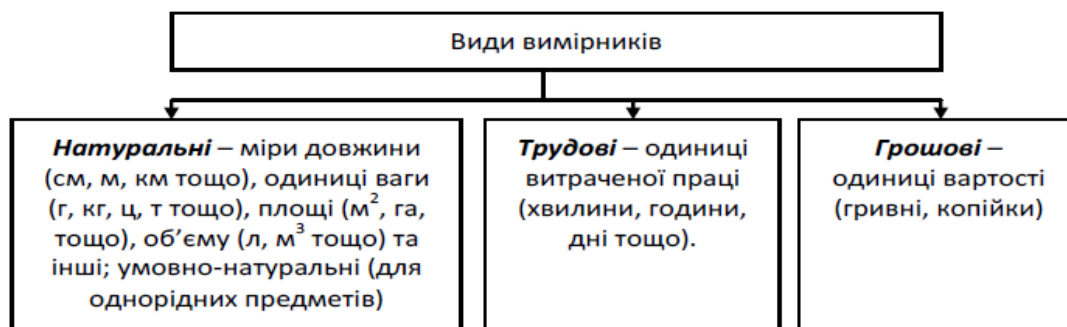 Види вимірників
Натуральні – міри довжини
(см, м, км тощо), одиниці ваги
(г, кг, ц, т тощо), площі (м², га,
тощо), об’єму (л, м³ тощо) та
інші; умовно-натуральні (для
однорідних предметів)
Трудові – одиниці
витраченої праці
(хвилини, години,
дні тощо).
Грошові –
одиниці вартості
(гривні, копійки)